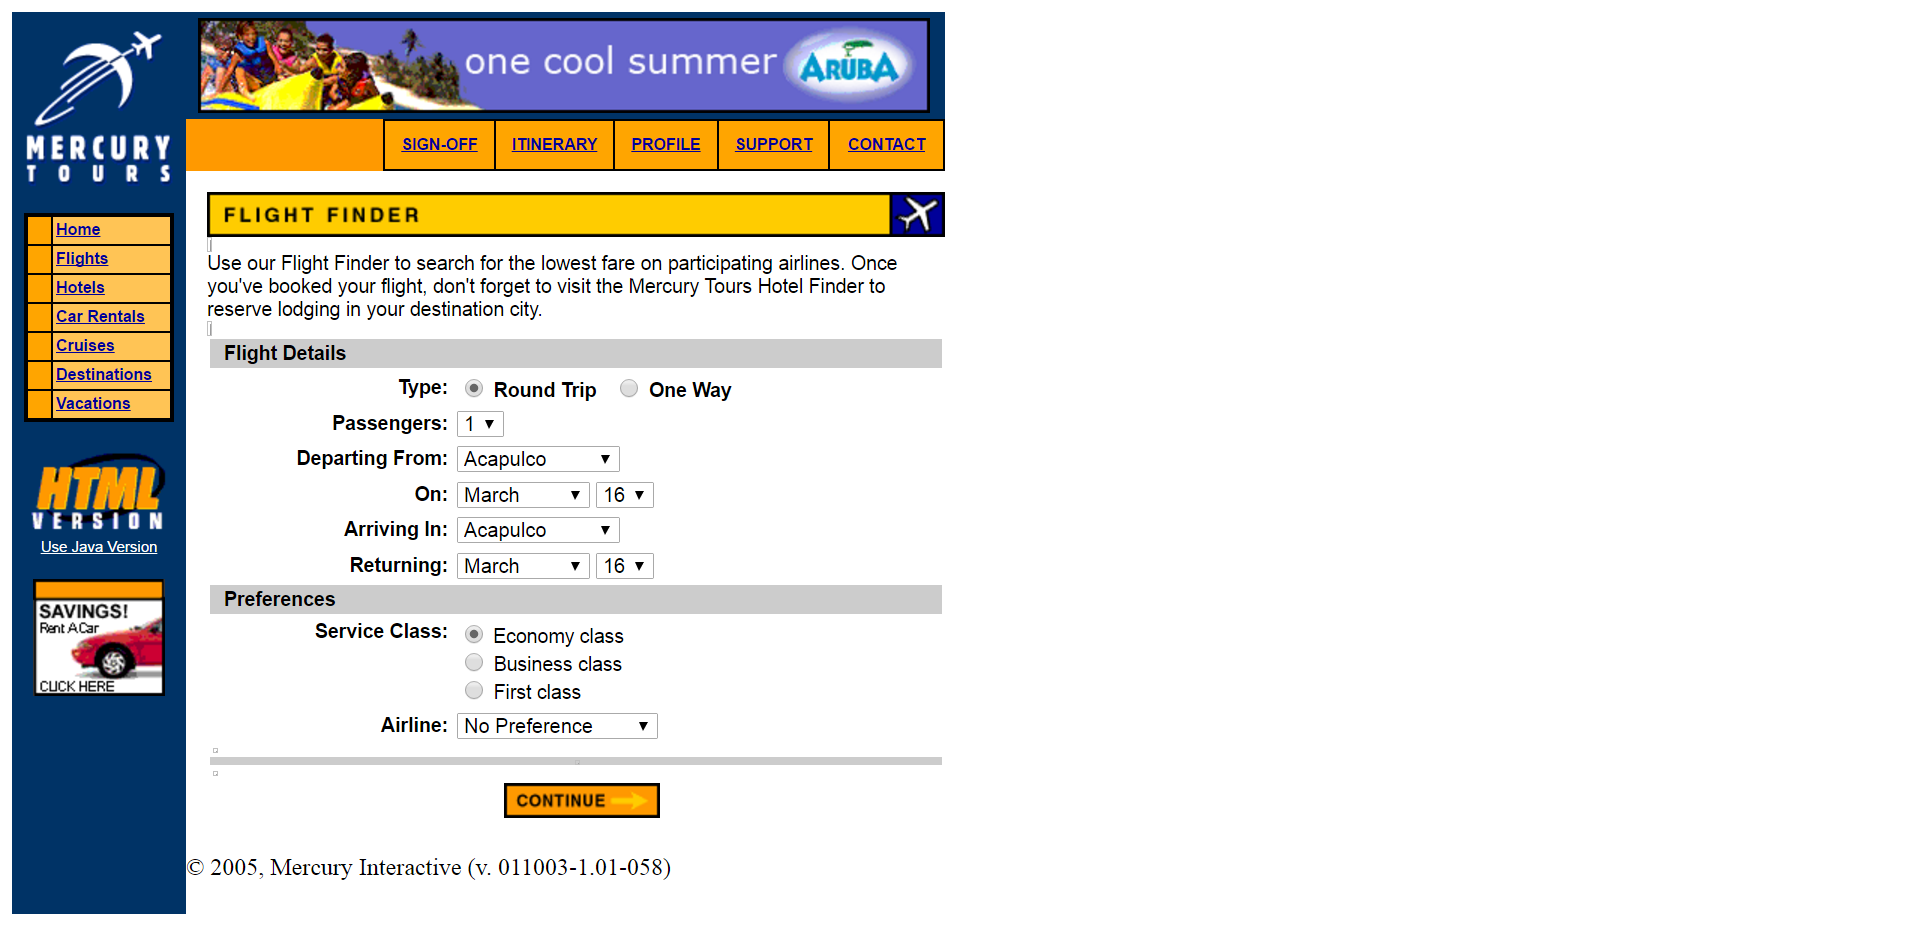 one cool summer ARUBA
MERCURY
TOURS
SIGN-OFF ITINERARY PROFILE SUPPORT CONTACT
FLIGHT FINDER
Home
Flights
Hotels
Car Rentals
Cruises
Destinations
Vacations
HTML
VERSION
Use Java Version
SAVINGS!
Rent A Car
CLICK HERE
Use our Flight Finder to search for the lowest fare on participating airlines. Once
you've booked your flight, don't forget to visit the Mercury Tours Hotel Finder to
reserve lodging in your destination city.
Flight Details
Type: Round Trip One Way
Passengers: 1
Departing From: Acapulco
On: March 16
Arriving In: Acapulco
Returning: March 16
Preferences
Service Class: Economy class
Business class
First class
Airline: No Preference
CONTINUE
© 2005, Mercury Interactive (v. 011003-1.01-058)